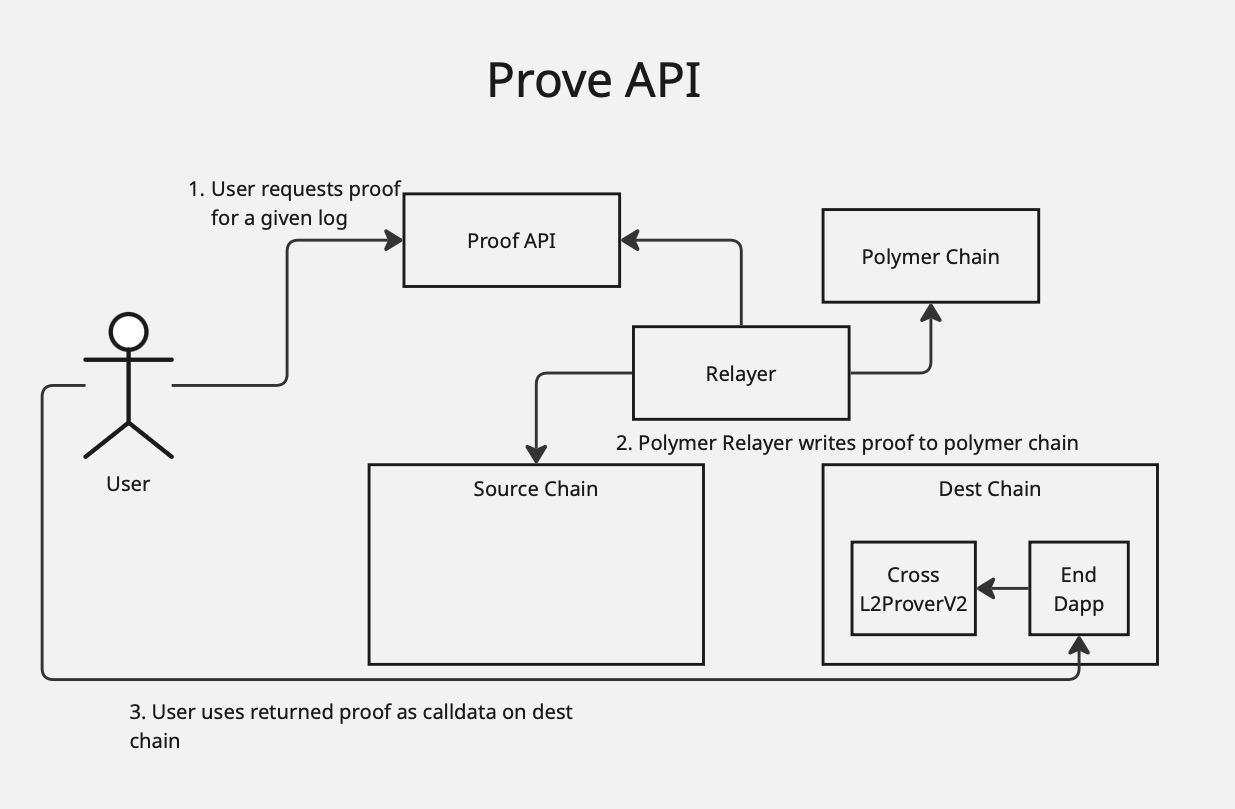 Prove API
1. User requests proof
for a given log
Proof API
Polymer Chain
Relayer
2. Polymer Relayer writes proof to polymer chain
User
Source Chain
Dest Chain
Cross
L2ProverV2
End
Dapp
3. User uses returned proof as calldata on dest
chain